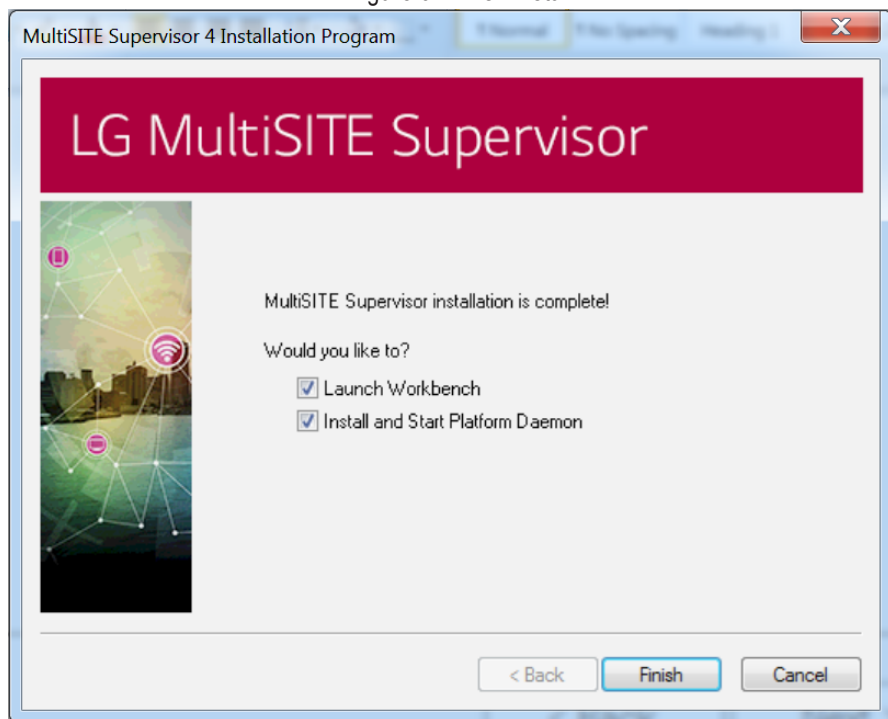 MultiSITE Supervisor 4 Installation Program
LG MultiSITE Supervisor
MultiSITE Supervisor installation is complete!
Would you like to?
Launch Workbench
Install and Start Platform Daemon
< Back
Finish
Cancel